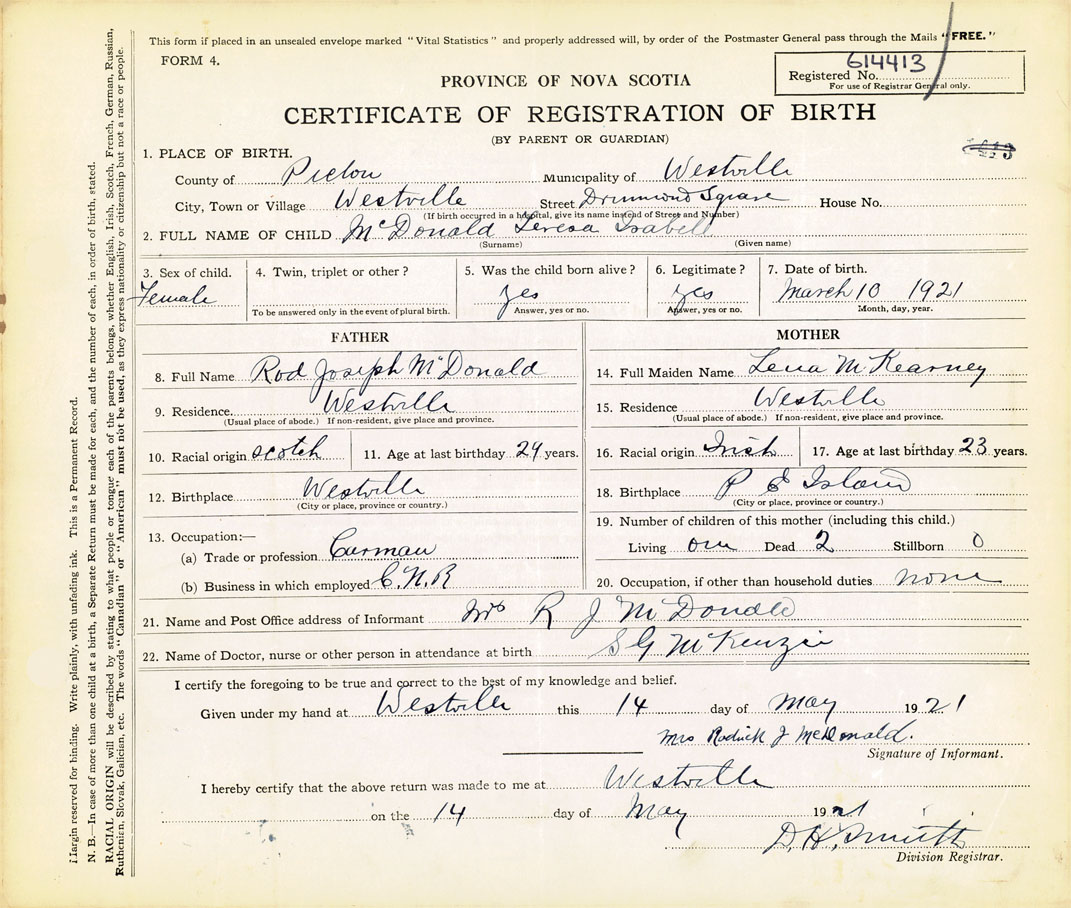 This form if placed in an unsealed envelope marked "Vital Statistics" and properly addressed will, by order of the Postmaster General pass through the Mails "FREE."
FORM 4.
614413
Registered No.
For use of Registrar General only.
PROVINCE OF NOVA SCOTIA
CERTIFICATE OF REGISTRATION OF BIRTH
(BY PARENT OR GUARDIAN)
1. PLACE OF BIRTH.
County of Pictou Municipality of Westville
City, Town or Village Westville Street Drummond Square House No.
(If birth occurred in a hospital, give its name instead of Street and Number)
2. FULL NAME OF CHILD McDonald Teresa Isabell
(Surname) (Given name)
3. Sex of child. 4. Twin, triplet or other? 5. Was the child born alive? 6. Legitimate? 7. Date of birth.
Female yes yes March 10 1921
To be answered only in the event of plural birth. Answer, yes or no. Answer, yes or no. Month, day, year.
FATHER
8. Full Name Rod Joseph McDonald
9. Residence Westville
(Usual place of abode.) If non-resident, give place and province.
10. Racial origin scotch 11. Age at last birthday 24 years.
12. Birthplace Westville
(City or place, province or country.)
13. Occupation:—
(a) Trade or profession Carman
(b) Business in which employed C.N.R
MOTHER
14. Full Maiden Name Lena McKearney
15. Residence Westville
(Usual place of abode.) If non-resident, give place and province.
16. Racial origin Irish 17. Age at last birthday 23 years.
18. Birthplace P E Island
(City or place, province or country.)
19. Number of children of this mother (including this child.)
Living one Dead 2 Stillborn 0
20. Occupation, if other than household duties none
21. Name and Post Office address of Informant Mrs R J McDonald
22. Name of Doctor, nurse or other person in attendance at birth S G McKenzie
I certify the foregoing to be true and correct to the best of my knowledge and belief.
Given under my hand at Westville this 14 day of May 1921
Mrs Rodrick J McDonald.
Signature of Informant.
I hereby certify that the above return was made to me at Westville
on the 14 day of May 1921
D.H. Smith
Division Registrar.
Margin reserved for binding. Write plainly, with unfading ink. This is a Permanent Record.
N. B.—In case of more than one child at a birth, a Separate Return must be made for each, and the number of each, in order of birth, stated.
RACIAL ORIGIN will be described by stating to what people or tongue each of the parents belongs, whether English, Irish, Scotch, French, German, Russian,
Ruthenian, Slovak, Galician, etc. The words "Canadian" or "American" must not be used, as they express nationality or citizenship but not a race or people.